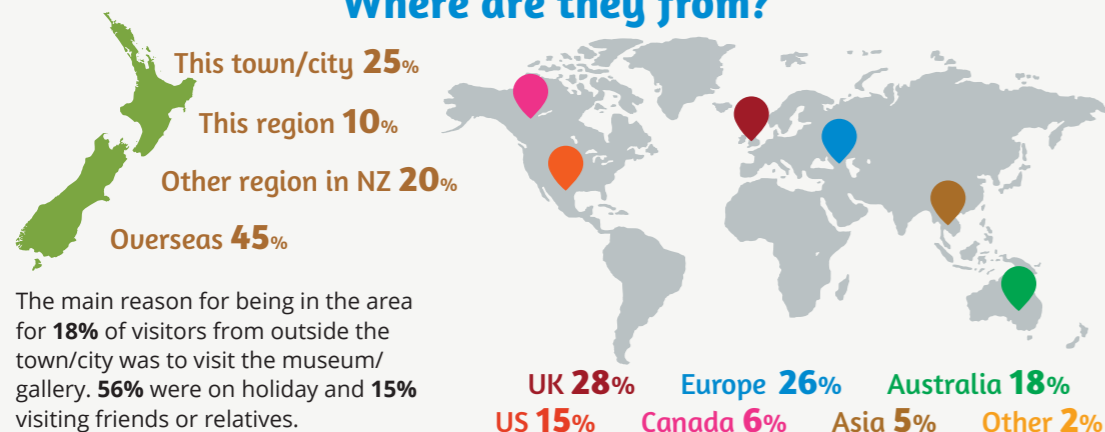 Where are they from?
This town/city 25%
This region 10%
Other region in NZ 20%
Overseas 45%
The main reason for being in the area
for 18% of visitors from outside the
town/city was to visit the museum/
gallery. 56% were on holiday and 15%
visiting friends or relatives.
UK 28% Europe 26% Australia 18%
US 15% Canada 6% Asia 5% Other 2%